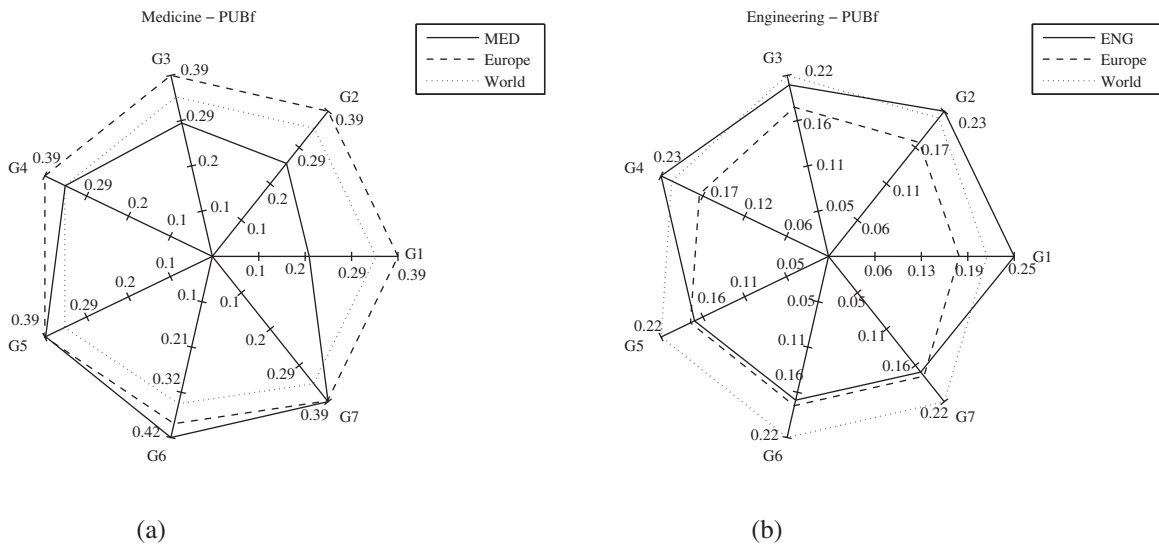 Medicine – PUBf
MED
Europe
World
G3
0.39
G2
0.39
0.29
0.29
0.39
G4
0.29
0.2
0.2
0.2
0.1
0.1
0.1
G1
0.1
0.2
0.29
0.39
0.1
0.2
0.29
0.39
G5
0.1
0.1
0.21
0.2
0.32
0.29
0.42
0.39
G7
G6
(a)
Engineering – PUBf
ENG
Europe
World
G3
0.22
G2
0.23
0.16
0.17
0.23
G4
0.17
0.11
0.11
0.12
0.05
0.06
0.06
G1
0.06
0.13
0.19
0.25
0.05
0.11
0.16
0.22
G5
0.05
0.05
0.11
0.11
0.16
0.16
0.22
0.22
G7
G6
(b)